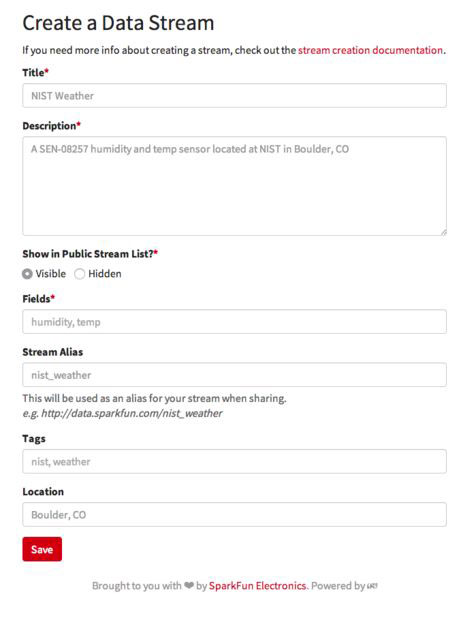 Create a Data Stream
If you need more info about creating a stream, check out the stream creation documentation.
Title*
NIST Weather
Description*
A SEN-08257 humidity and temp sensor located at NIST in Boulder, CO
Show in Public Stream List?*
Visible Hidden
Fields*
humidity, temp
Stream Alias
nist_weather
This will be used as an alias for your stream when sharing.
e.g. http://data.sparkfun.com/nist_weather
Tags
nist, weather
Location
Boulder, CO
Save
Brought to you with ❤ by SparkFun Electronics. Powered by